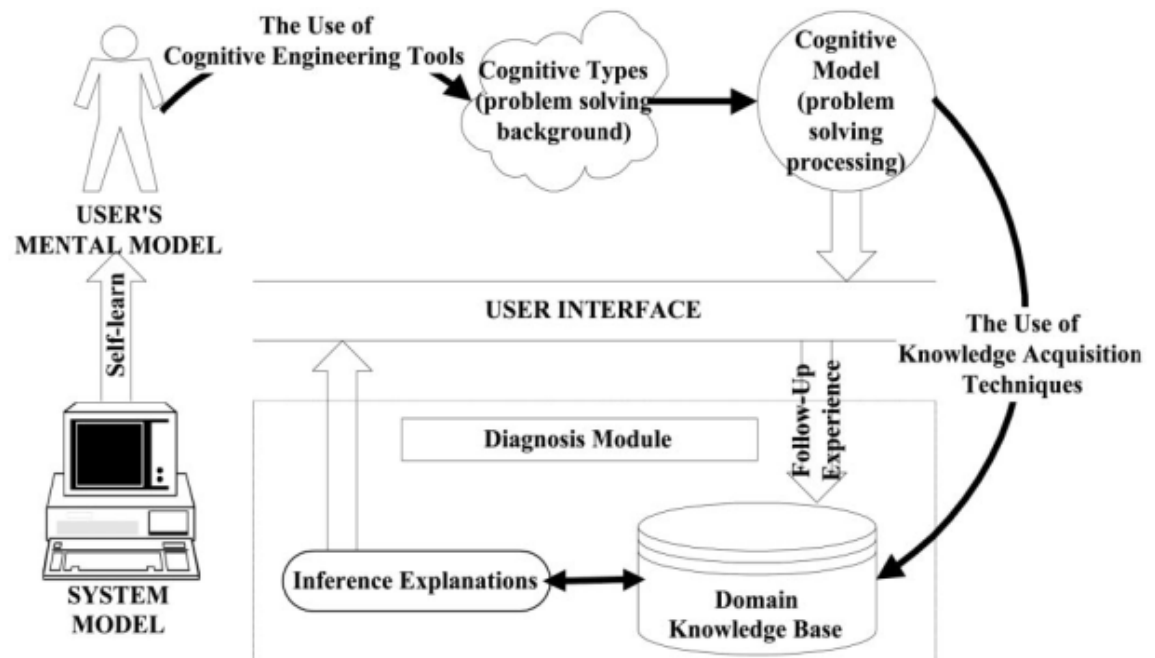 The Use of
Cognitive Engineering Tools
Cognitive Types
(problem solving
background)
Cognitive
Model
(problem
solving
processing)
USER'S
MENTAL MODEL
Self-learn
USER INTERFACE
The Use of
Knowledge Acquisition
Techniques
Follow-Up
Experience
Diagnosis Module
Inference Explanations
Domain
Knowledge Base
SYSTEM
MODEL